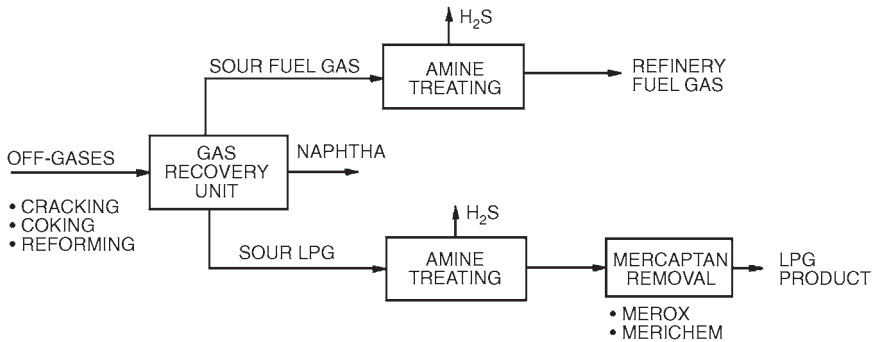 H₂S
SOUR FUEL GAS
AMINE
TREATING
REFINERY
FUEL GAS
OFF-GASES
GAS
RECOVERY
UNIT
NAPHTHA
• CRACKING
• COKING
• REFORMING
H₂S
SOUR LPG
AMINE
TREATING
MERCAPTAN
REMOVAL
LPG
PRODUCT
• MEROX
• MERICHEM